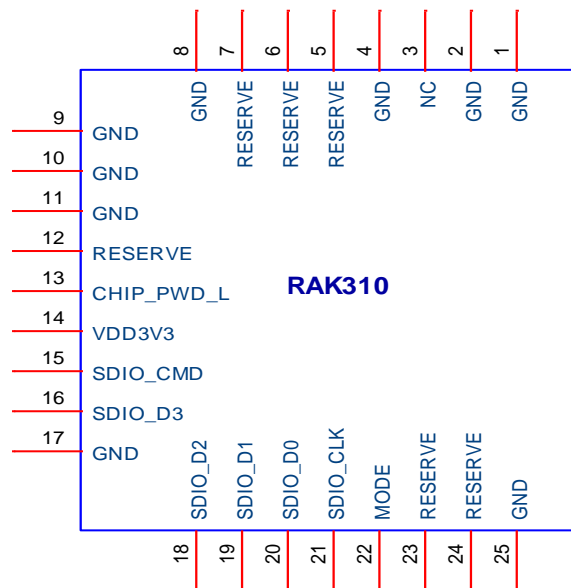 8 7 6 5 4 3 2 1
GND RESERVE RESERVE RESERVE GND NC GND GND
9 GND
10 GND
11 GND
12 RESERVE
13 CHIP_PWD_L
RAK310
14 VDD3V3
15 SDIO_CMD
16 SDIO_D3
17 GND
SDIO_D2 SDIO_D1 SDIO_D0 SDIO_CLK MODE RESERVE RESERVE GND
18 19 20 21 22 23 24 25